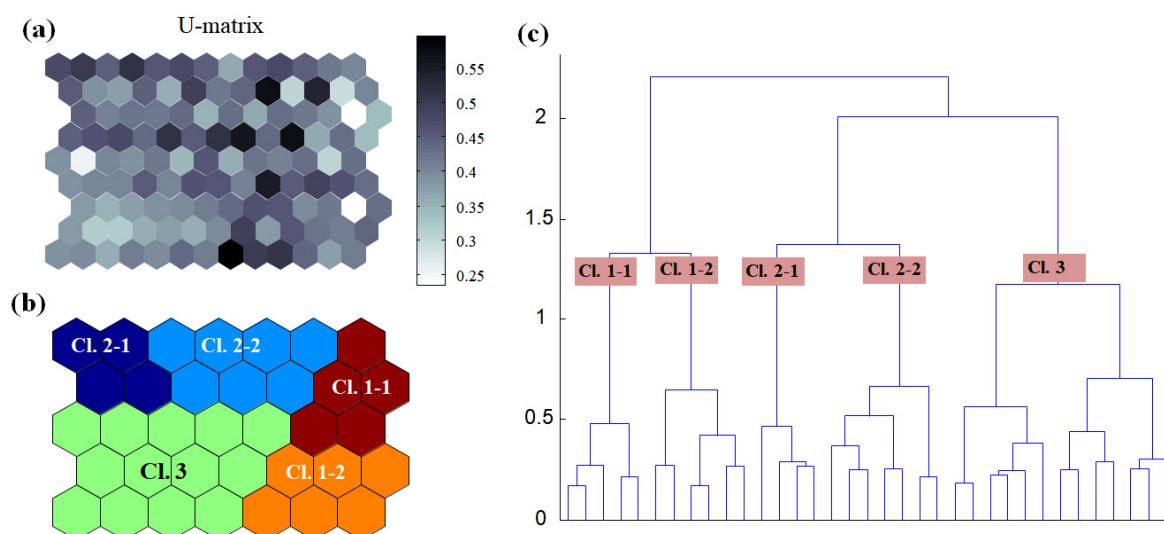 (a)
U-matrix
0.55
0.5
0.45
0.4
0.35
0.3
0.25
(b)
Cl. 2-1
Cl. 2-2
Cl. 1-1
Cl. 3
Cl. 1-2
(c)
2
1.5
1
0.5
0
Cl. 1-1
Cl. 1-2
Cl. 2-1
Cl. 2-2
Cl. 3